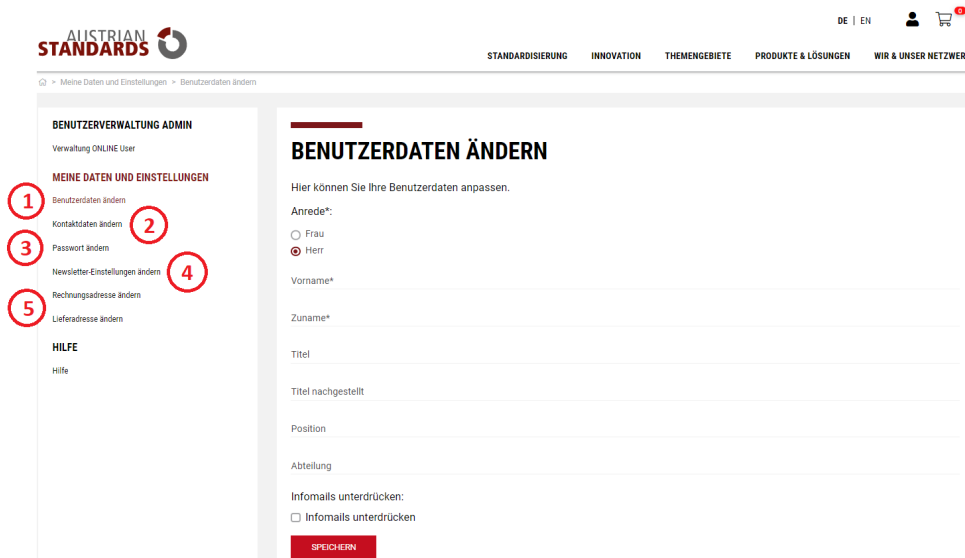 DE | EN
0
AUSTRIAN
STANDARDS
STANDARDISIERUNG INNOVATION THEMENGEBIETE PRODUKTE & LÖSUNGEN WIR & UNSER NETZWER
> Meine Daten und Einstellungen > Benutzerdaten ändern
BENUTZERVERWALTUNG ADMIN
Verwaltung ONLINE User
MEINE DATEN UND EINSTELLUNGEN
1 Benutzerdaten ändern
Kontaktdaten ändern 2
3 Passwort ändern
Newsletter-Einstellungen ändern 4
Rechnungsadresse ändern
5
Lieferadresse ändern
HILFE
Hilfe
BENUTZERDATEN ÄNDERN
Hier können Sie Ihre Benutzerdaten anpassen.
Anrede*:
Frau
Herr
Vorname*
Zuname*
Titel
Titel nachgestellt
Position
Abteilung
Infomails unterdrücken:
Infomails unterdrücken
SPEICHERN